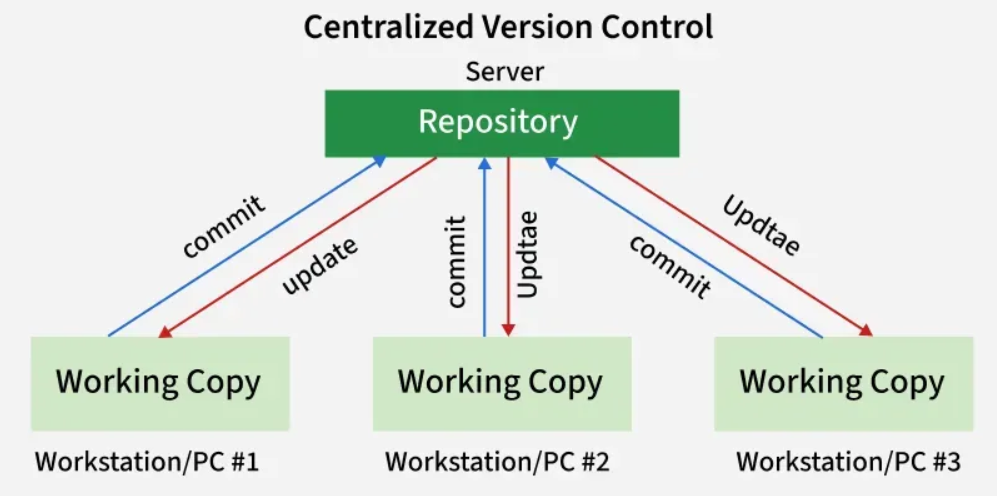 Centralized Version Control
Server
Repository
commit
update
commit
Updtae
commit
Updtae
Working Copy
Working Copy
Working Copy
Workstation/PC #1
Workstation/PC #2
Workstation/PC #3